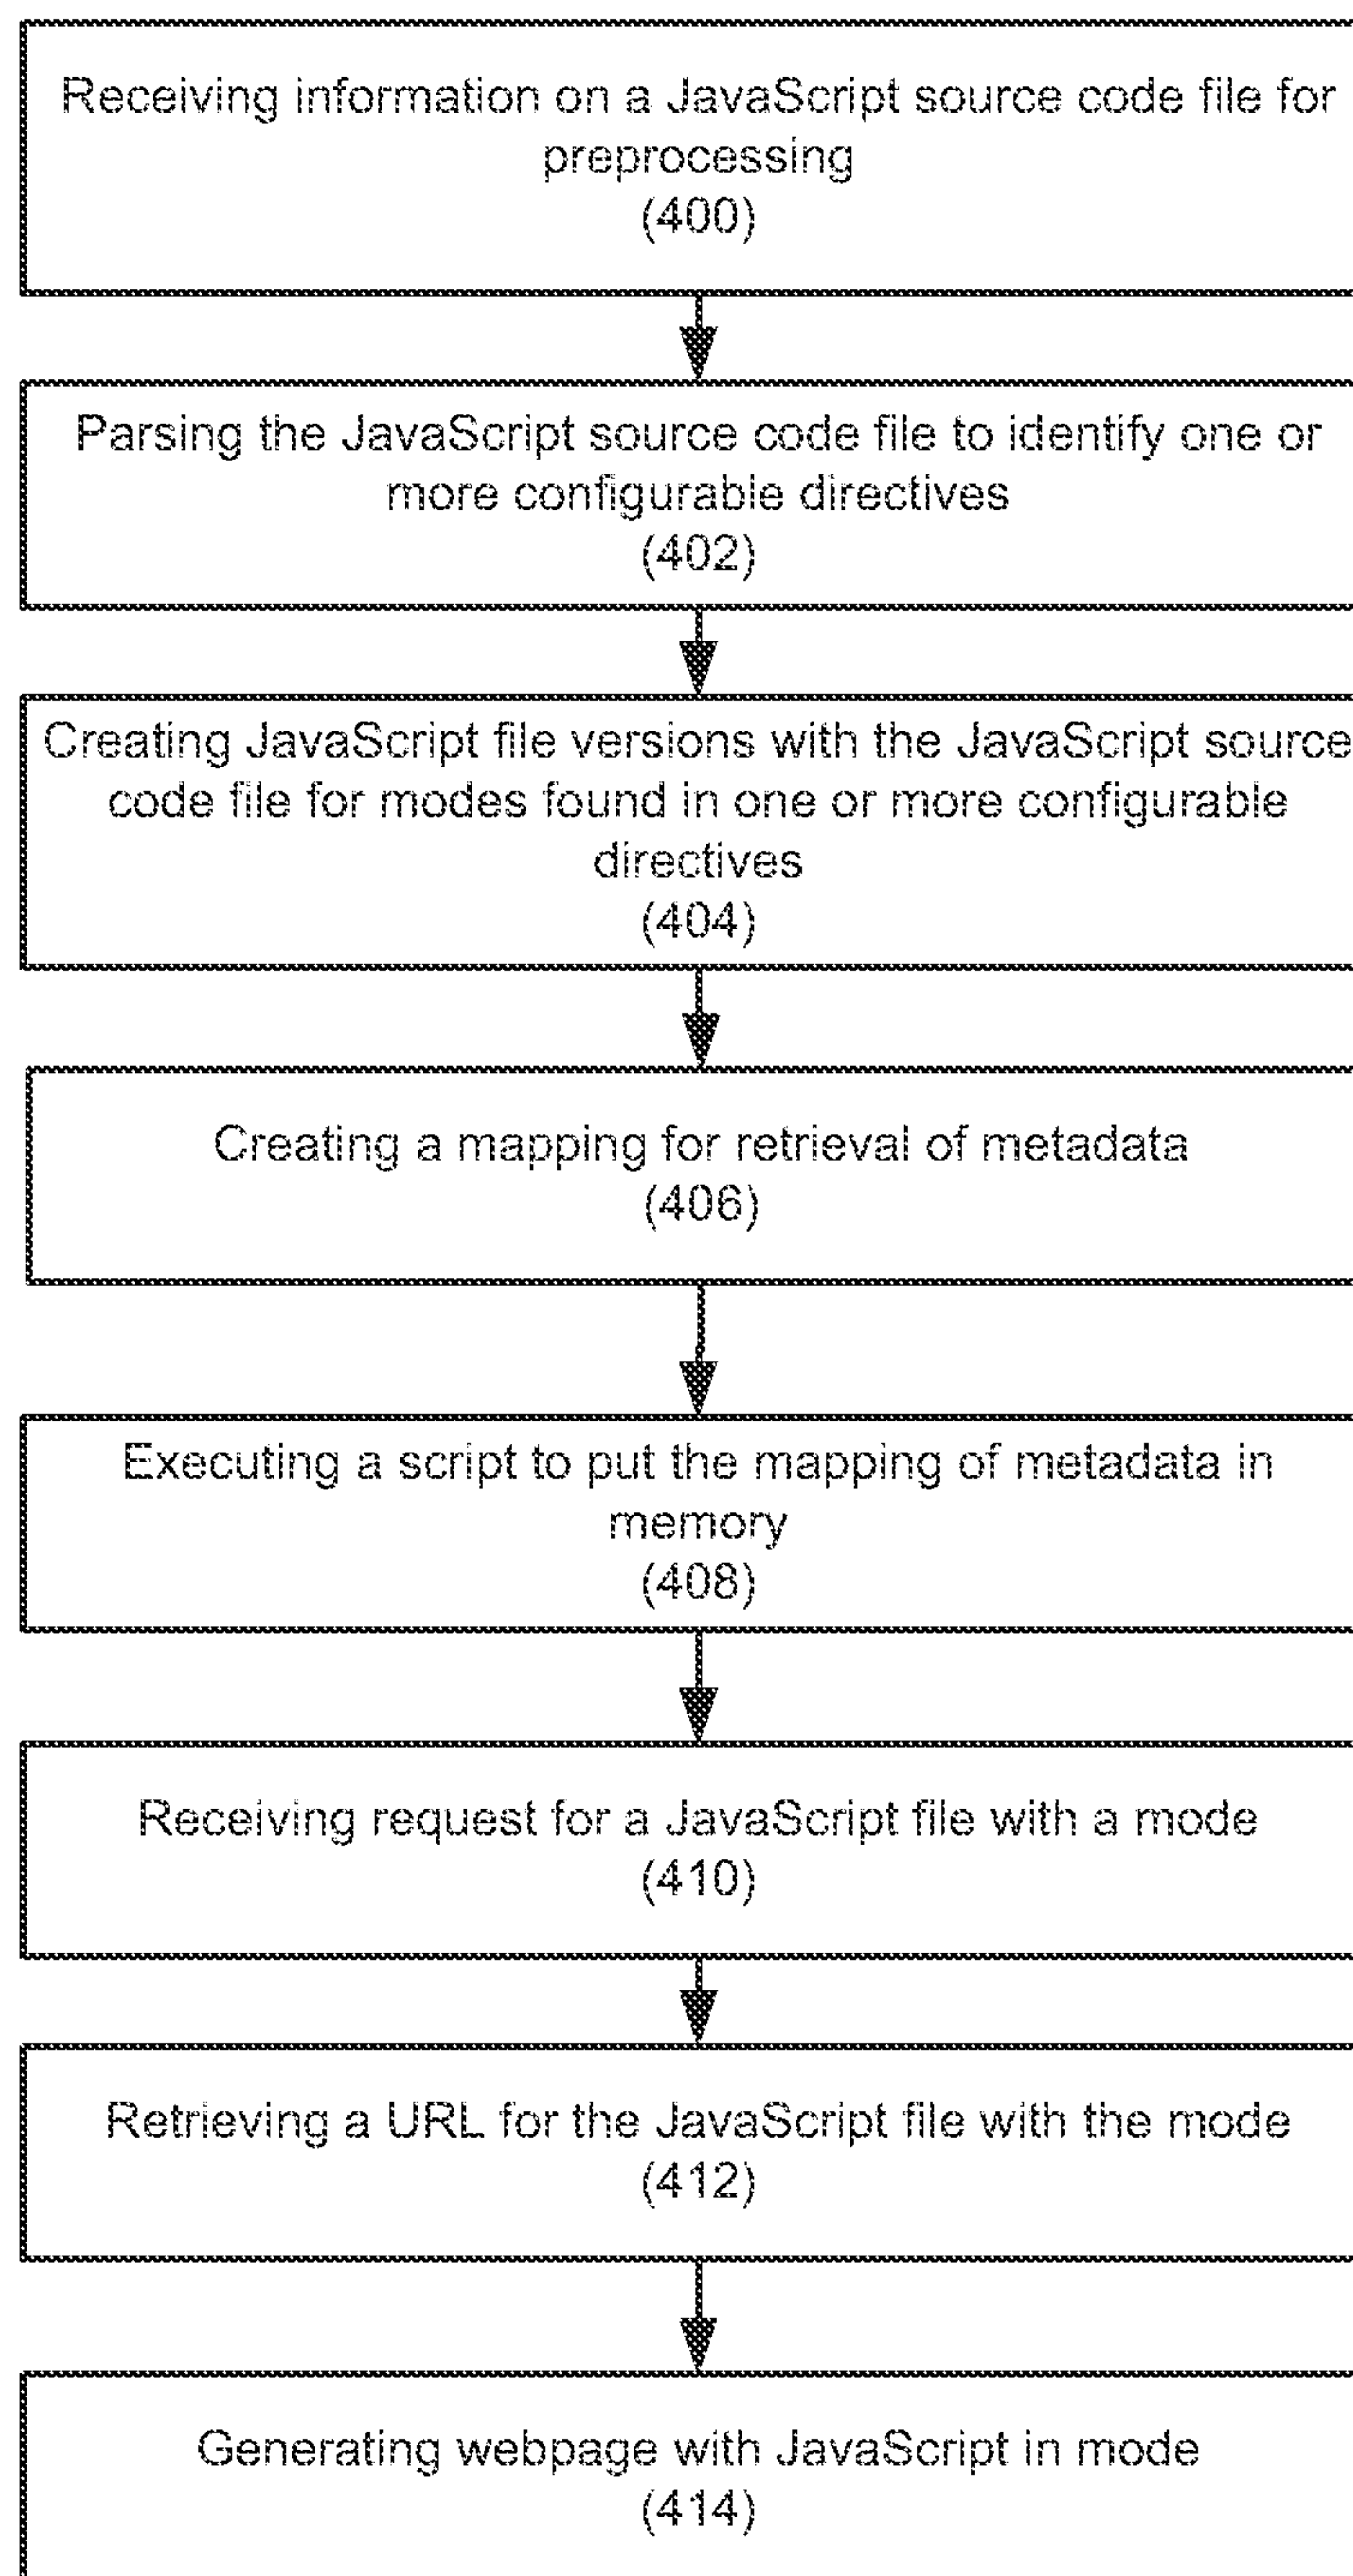 Receiving information on a JavaScript source code file for
preprocessing
(400)
Parsing the JavaScript source code file to identify one or
more configurable directives
(402)
Creating JavaScript file versions with the JavaScript source
code file for modes found in one or more configurable
directives
(404)
Creating a mapping for retrieval of metadata
(406)
Executing a script to put the mapping of metadata in
memory
(408)
Receiving request for a JavaScript file with a mode
(410)
Retrieving a URL for the JavaScript file with the mode
(412)
Generating webpage with JavaScript in mode
(414)